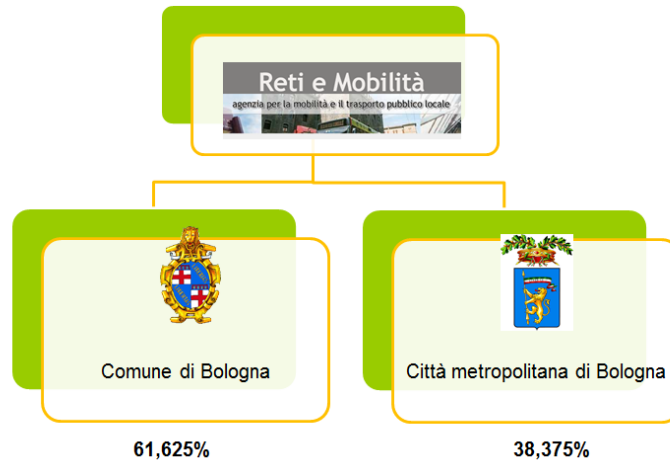 Reti e Mobilità
agenzia per la mobilità e il trasporto pubblico locale
Comune di Bologna
Città metropolitana di Bologna
61,625%
38,375%